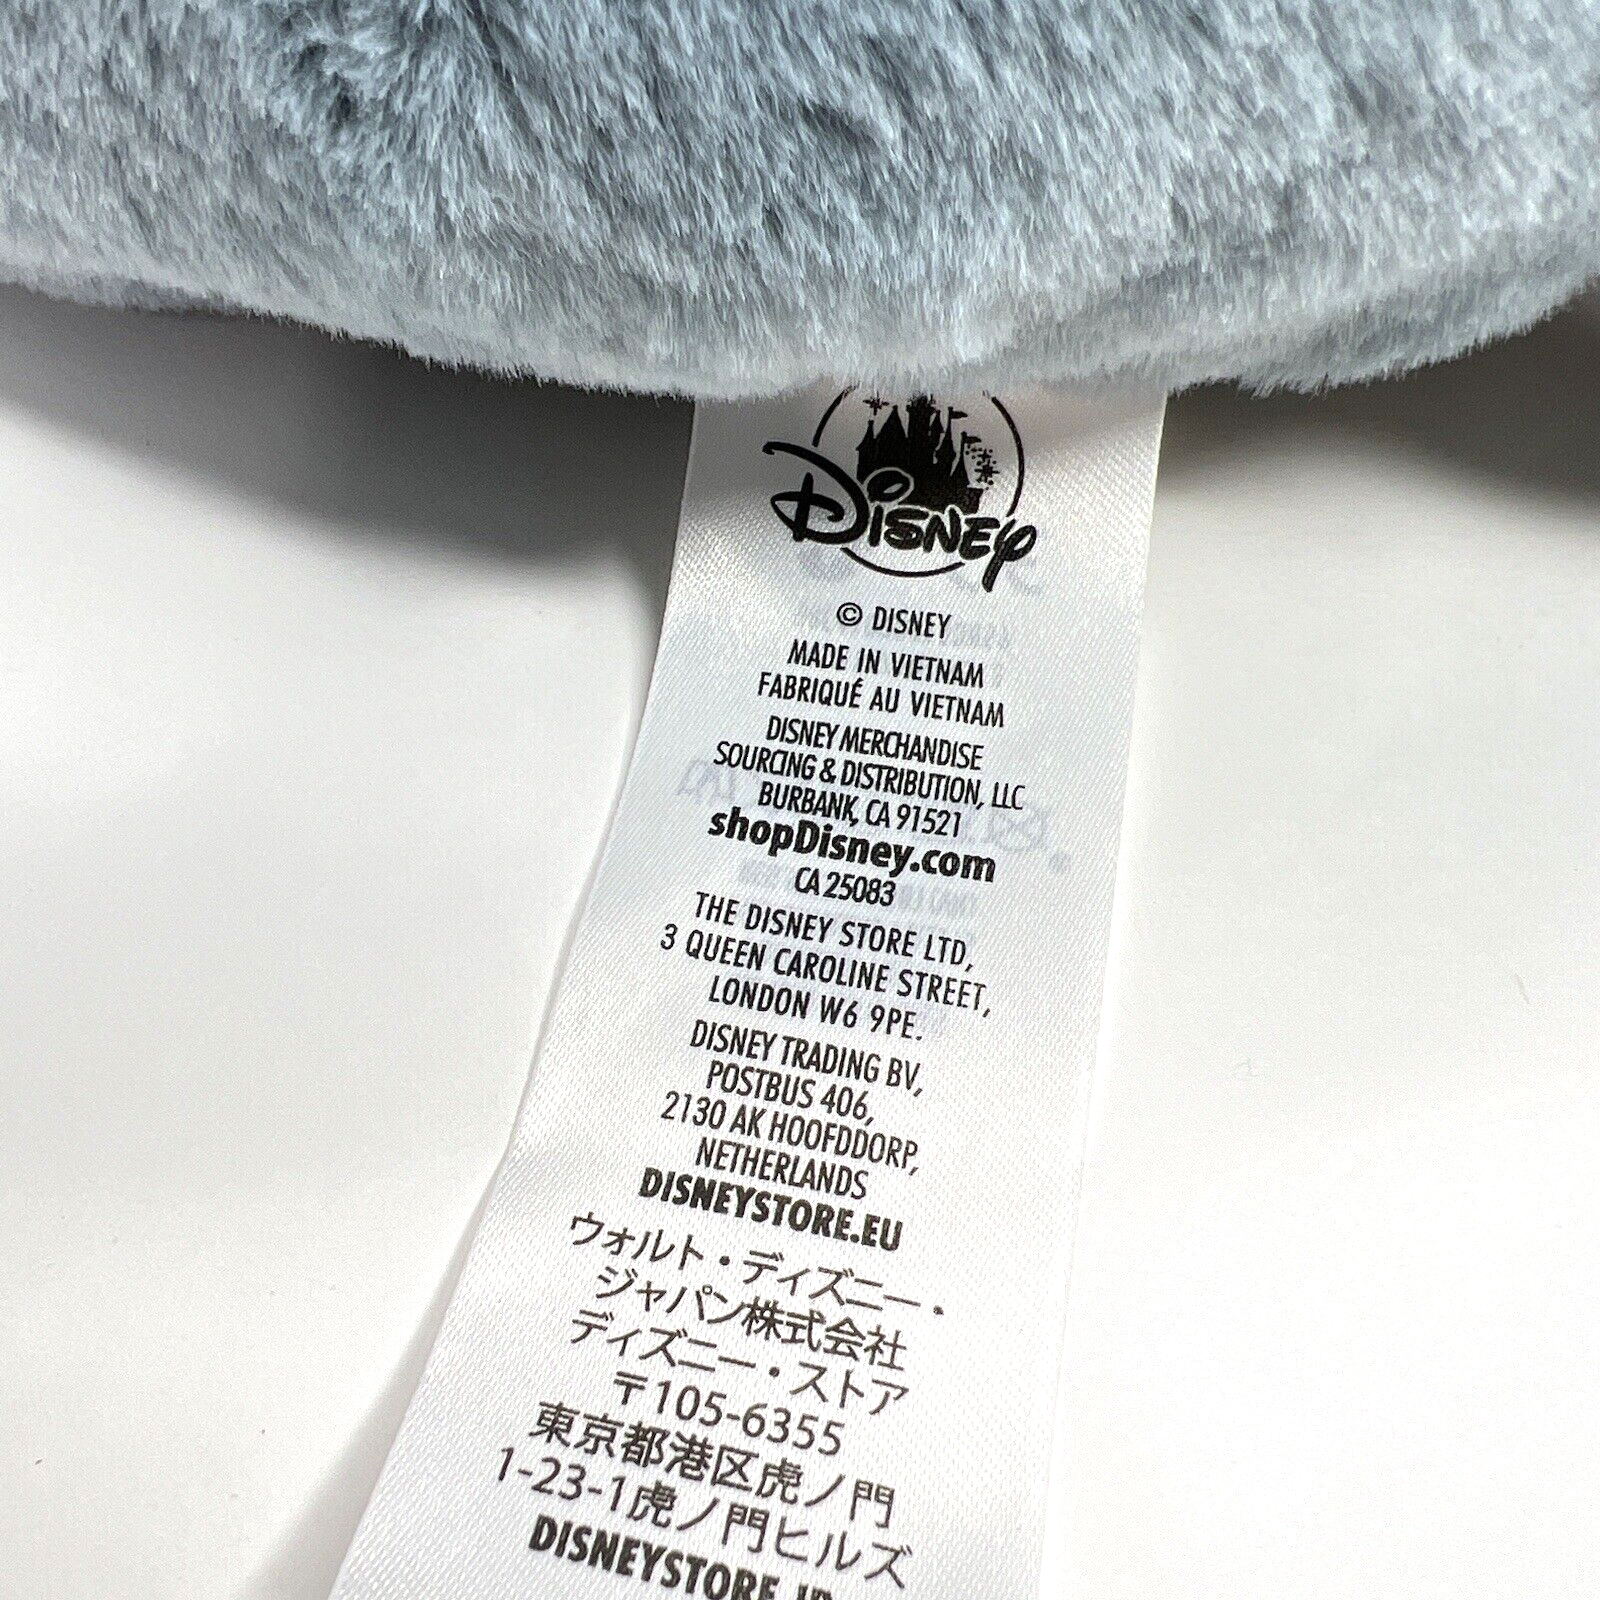 Disney
© DISNEY
MADE IN VIETNAM
FABRIQUÉ AU VIETNAM
DISNEY MERCHANDISE
SOURCING & DISTRIBUTION, LLC
BURBANK, CA 91521
shopDisney.com
CA 25083
THE DISNEY STORE LTD,
3 QUEEN CAROLINE STREET,
LONDON W6 9PE.
DISNEY TRADING BV,
POSTBUS 406,
2130 AK HOOFDDORP,
NETHERLANDS
DISNEYSTORE.EU
ウォルト・ディズニー・
ジャパン株式会社
ディズニー・ストア
〒105-6355
東京都港区虎ノ門
1-23-1虎ノ門ヒルズ
DISNEYSTORE.JP